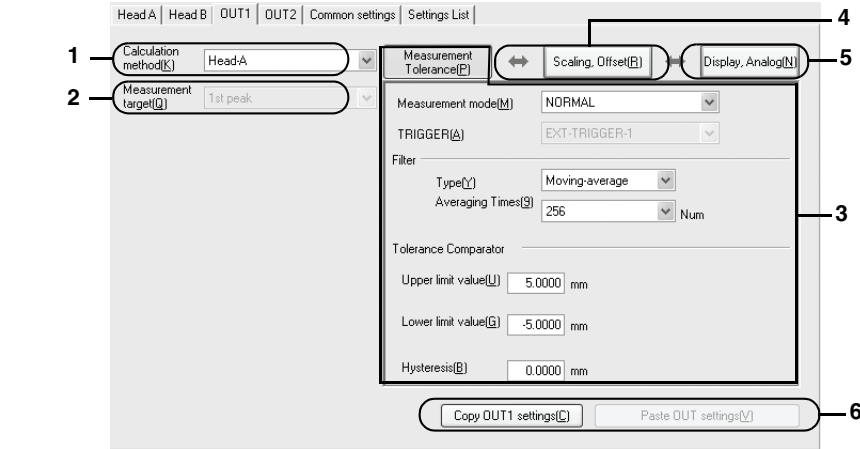 Head A Head B OUT1 OUT2 Common settings Settings List
4
1
Calculation method[K] Head-A
Measurement Tolerance[P] Scaling, Offset[R] Display, Analog[N]
5
2
Measurement target[Q] 1st peak
Measurement mode[M] NORMAL
TRIGGER[A] EXT-TRIGGER-1
Filter
Type[Y] Moving-average
Averaging Times[9] 256 Num
3
Tolerance Comparator
Upper limit value[U] 5.0000 mm
Lower limit value[G] -5.0000 mm
Hysteresis[B] 0.0000 mm
Copy OUT1 settings[C] Paste OUT settings[V]
6